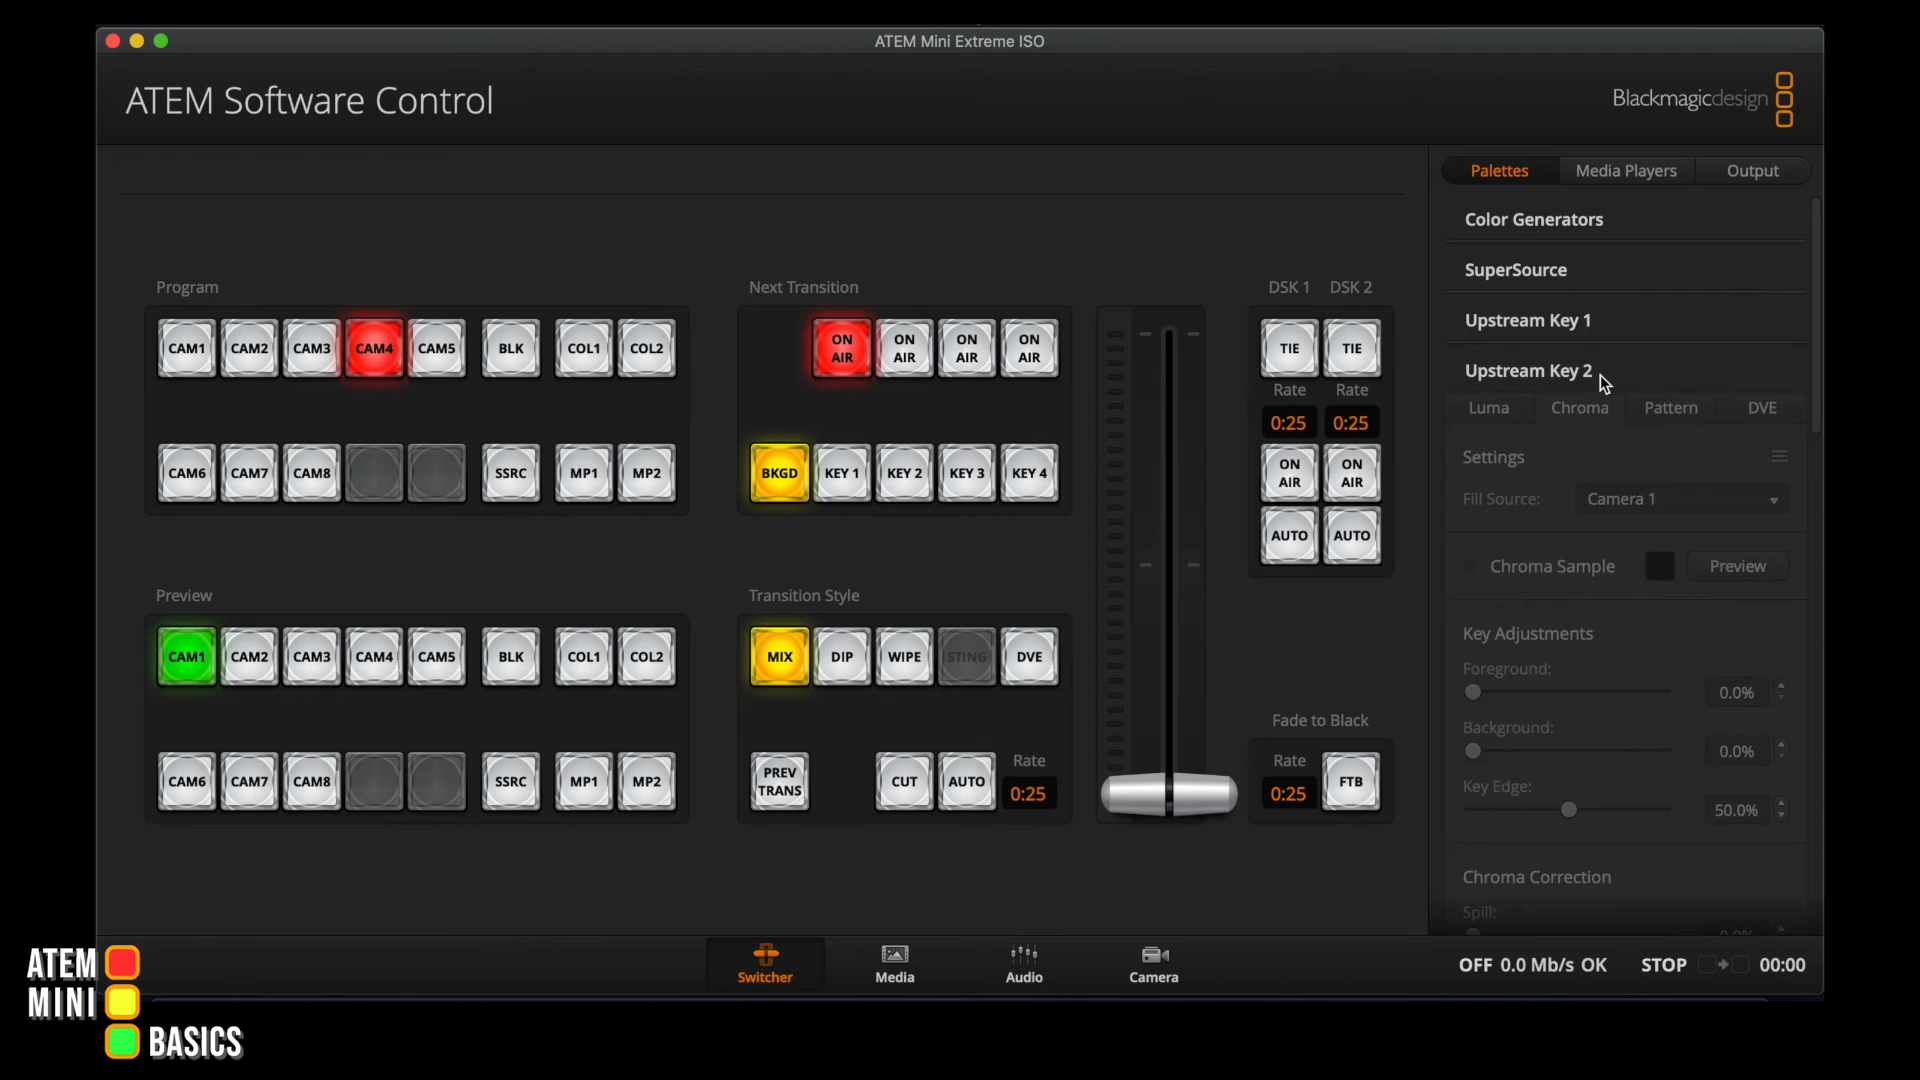 ATEM Mini Extreme ISO
ATEM Software Control
Blackmagicdesign
Palettes Media Players Output
Color Generators
SuperSource
Upstream Key 1
Upstream Key 2
Luma Chroma Pattern DVE
Settings
Fill Source: Camera 1
Chroma Sample Preview
Key Adjustments
Foreground:
0.0%
Background:
0.0%
Key Edge:
50.0%
Chroma Correction
Spill:
0.0%
Program
CAM1 CAM2 CAM3 CAM4 CAM5 BLK COL1 COL2
CAM6 CAM7 CAM8 SSRC MP1 MP2
Next Transition
ON AIR ON AIR ON AIR ON AIR
BKGD KEY 1 KEY 2 KEY 3 KEY 4
DSK 1 DSK 2
TIE TIE
Rate Rate
0:25 0:25
ON AIR ON AIR
AUTO AUTO
Preview
CAM1 CAM2 CAM3 CAM4 CAM5 BLK COL1 COL2
CAM6 CAM7 CAM8 SSRC MP1 MP2
Transition Style
MIX DIP WIPE STING DVE
PREV TRANS CUT AUTO Rate
0:25
Fade to Black
Rate FTB
0:25
Switcher Media Audio Camera
OFF 0.0 Mb/s OK STOP 00:00
ATEM
MINI
BASICS